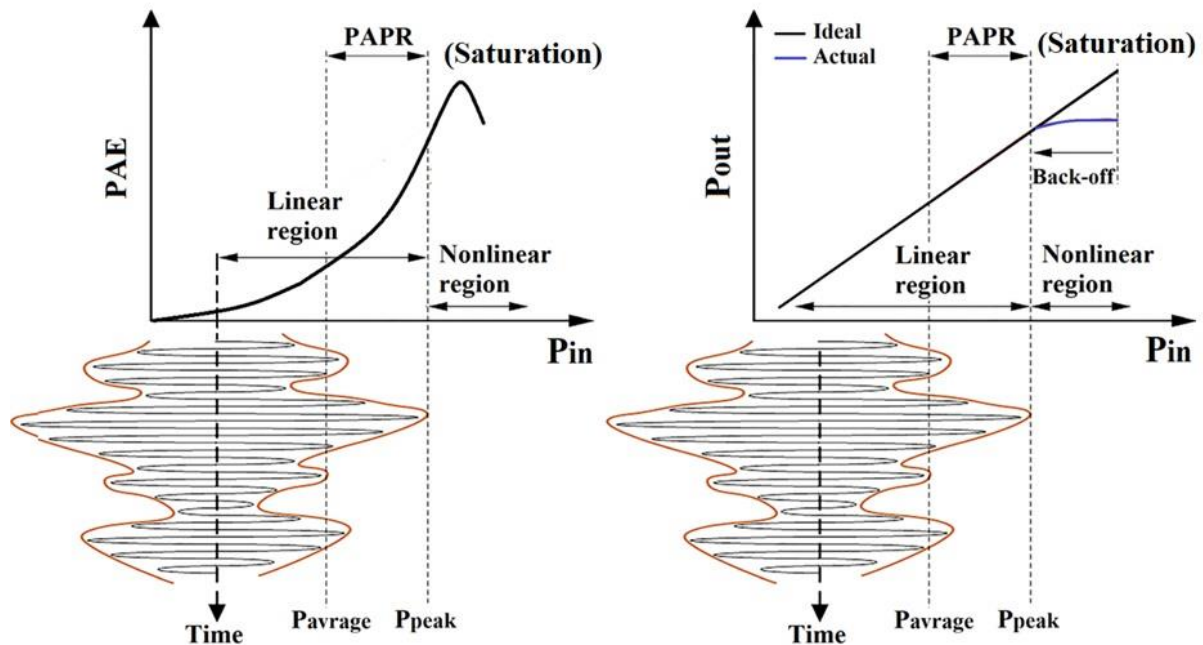 PAPR
(Saturation)
PAE
Linear
region
Nonlinear
region
Pin
Time
Pavrage
Ppeak
Ideal
Actual
PAPR
(Saturation)
Pout
Back-off
Linear
region
Nonlinear
region
Pin
Time
Pavrage
Ppeak